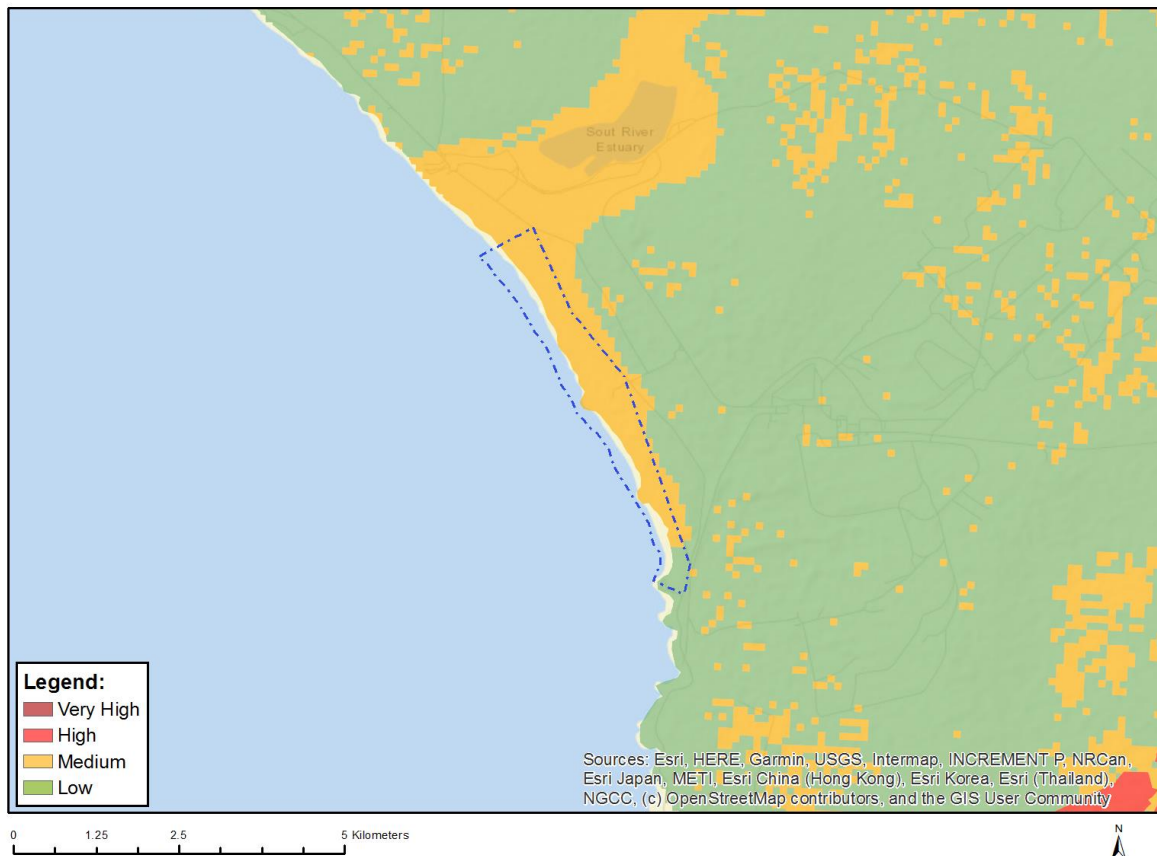 Sout River
Estuary
Legend:
Very High
High
Medium
Low
Sources: Esri, HERE, Garmin, USGS, Intermap, INCREMENT P, NRCan,
Esri Japan, METI, Esri China (Hong Kong), Esri Korea, Esri (Thailand),
NGCC, (c) OpenStreetMap contributors, and the GIS User Community
0 1.25 2.5 5 Kilometers
N